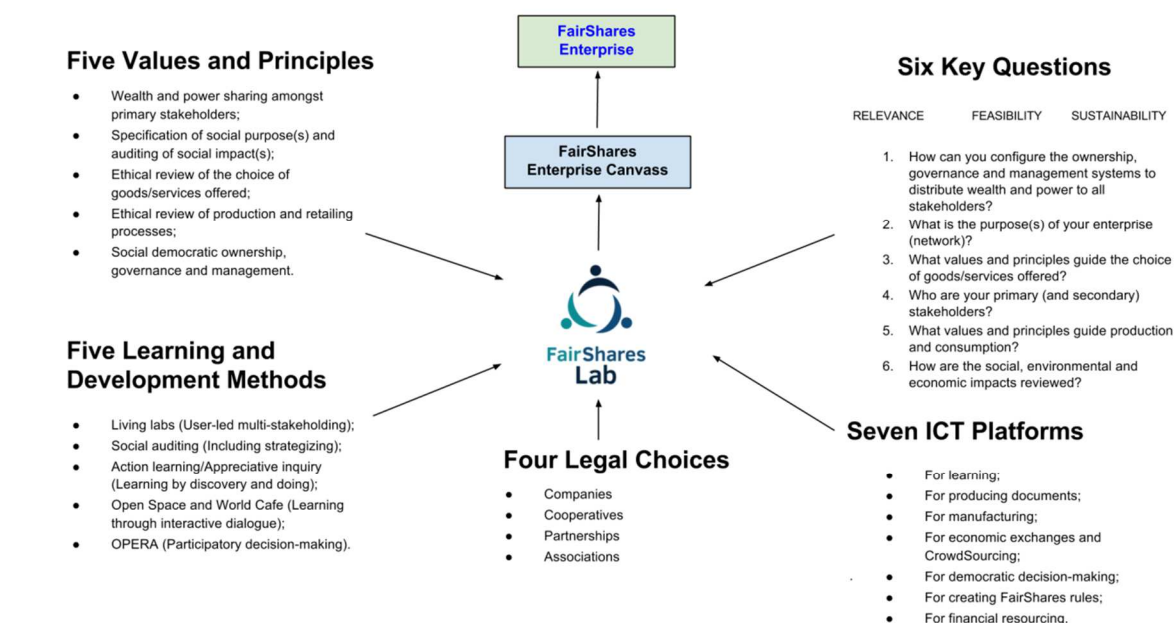 FairShares
Enterprise
FairShares
Enterprise Canvass
Five Values and Principles
● Wealth and power sharing amongst
primary stakeholders;
● Specification of social purpose(s) and
auditing of social impact(s);
● Ethical review of the choice of
goods/services offered;
● Ethical review of production and retailing
processes;
● Social democratic ownership,
governance and management.
Six Key Questions
RELEVANCE FEASIBILITY SUSTAINABILITY
1. How can you configure the ownership,
governance and management systems to
distribute wealth and power to all
stakeholders?
2. What is the purpose(s) of your enterprise
(network)?
3. What values and principles guide the choice
of goods/services offered?
4. Who are your primary (and secondary)
stakeholders?
5. What values and principles guide production
and consumption?
6. How are the social, environmental and
economic impacts reviewed?
FairShares
Lab
Five Learning and
Development Methods
● Living labs (User-led multi-stakeholding);
● Social auditing (Including strategizing);
● Action learning/Appreciative inquiry
(Learning by discovery and doing);
● Open Space and World Cafe (Learning
through interactive dialogue);
● OPERA (Participatory decision-making).
Four Legal Choices
● Companies
● Cooperatives
● Partnerships
● Associations
Seven ICT Platforms
● For learning;
● For producing documents;
● For manufacturing;
● For economic exchanges and
CrowdSourcing;
● For democratic decision-making;
● For creating FairShares rules;
● For financial resourcing.